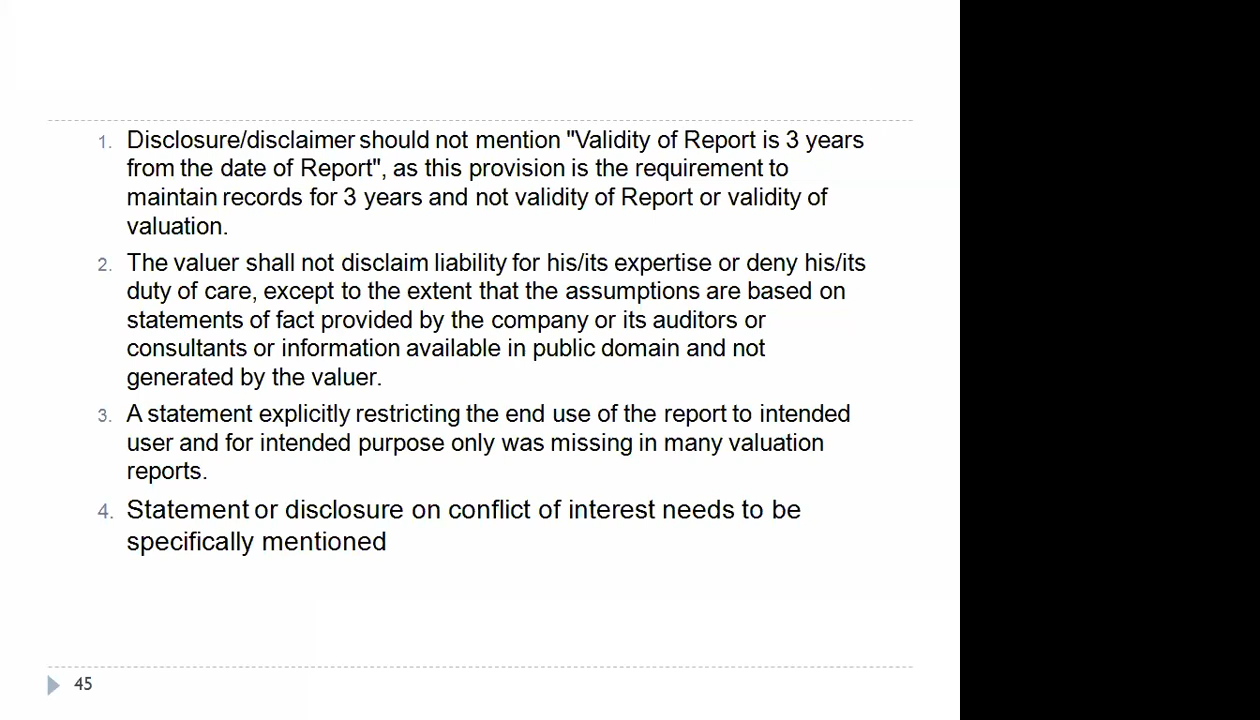 1. Disclosure/disclaimer should not mention "Validity of Report is 3 years
from the date of Report", as this provision is the requirement to
maintain records for 3 years and not validity of Report or validity of
valuation.
2. The valuer shall not disclaim liability for his/its expertise or deny his/its
duty of care, except to the extent that the assumptions are based on
statements of fact provided by the company or its auditors or
consultants or information available in public domain and not
generated by the valuer.
3. A statement explicitly restricting the end use of the report to intended
user and for intended purpose only was missing in many valuation
reports.
4. Statement or disclosure on conflict of interest needs to be
specifically mentioned
45